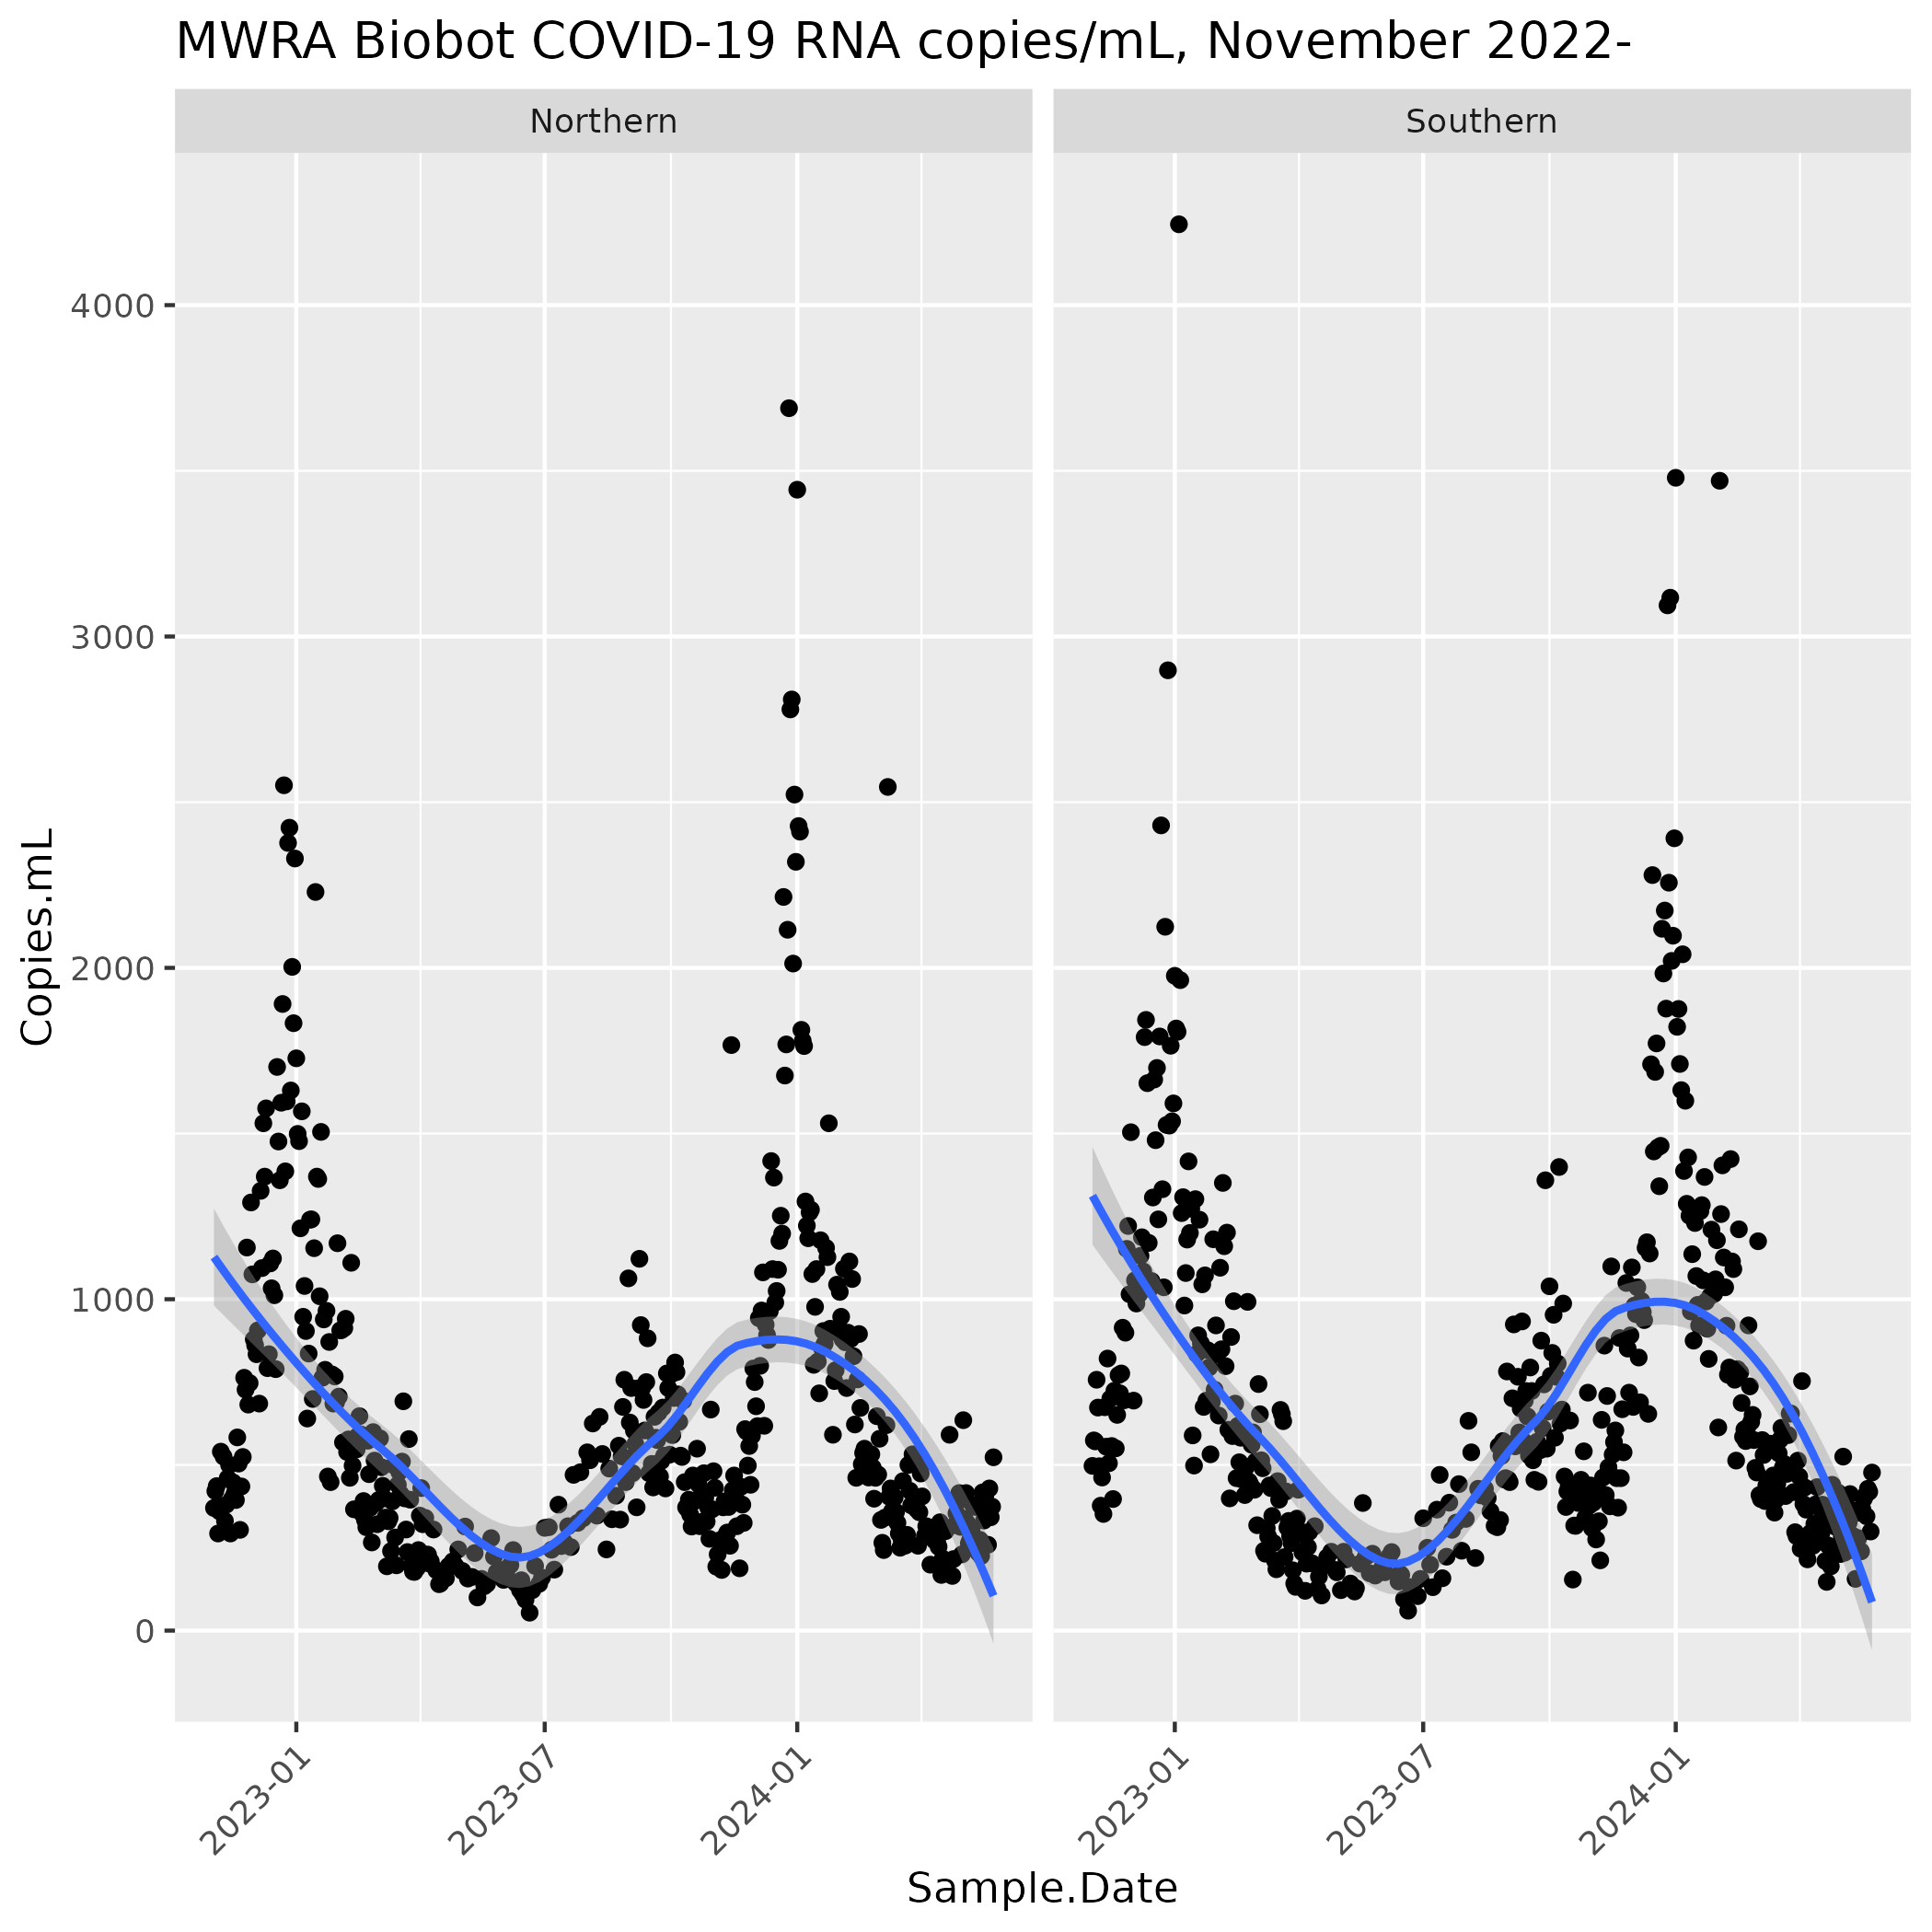 MWRA Biobot COVID-19 RNA copies/mL, November 2022-
Northern
Southern
Copies.mL
4000
3000
2000
1000
0
2023-01
2023-07
2024-01
2023-01
2023-07
2024-01
Sample.Date